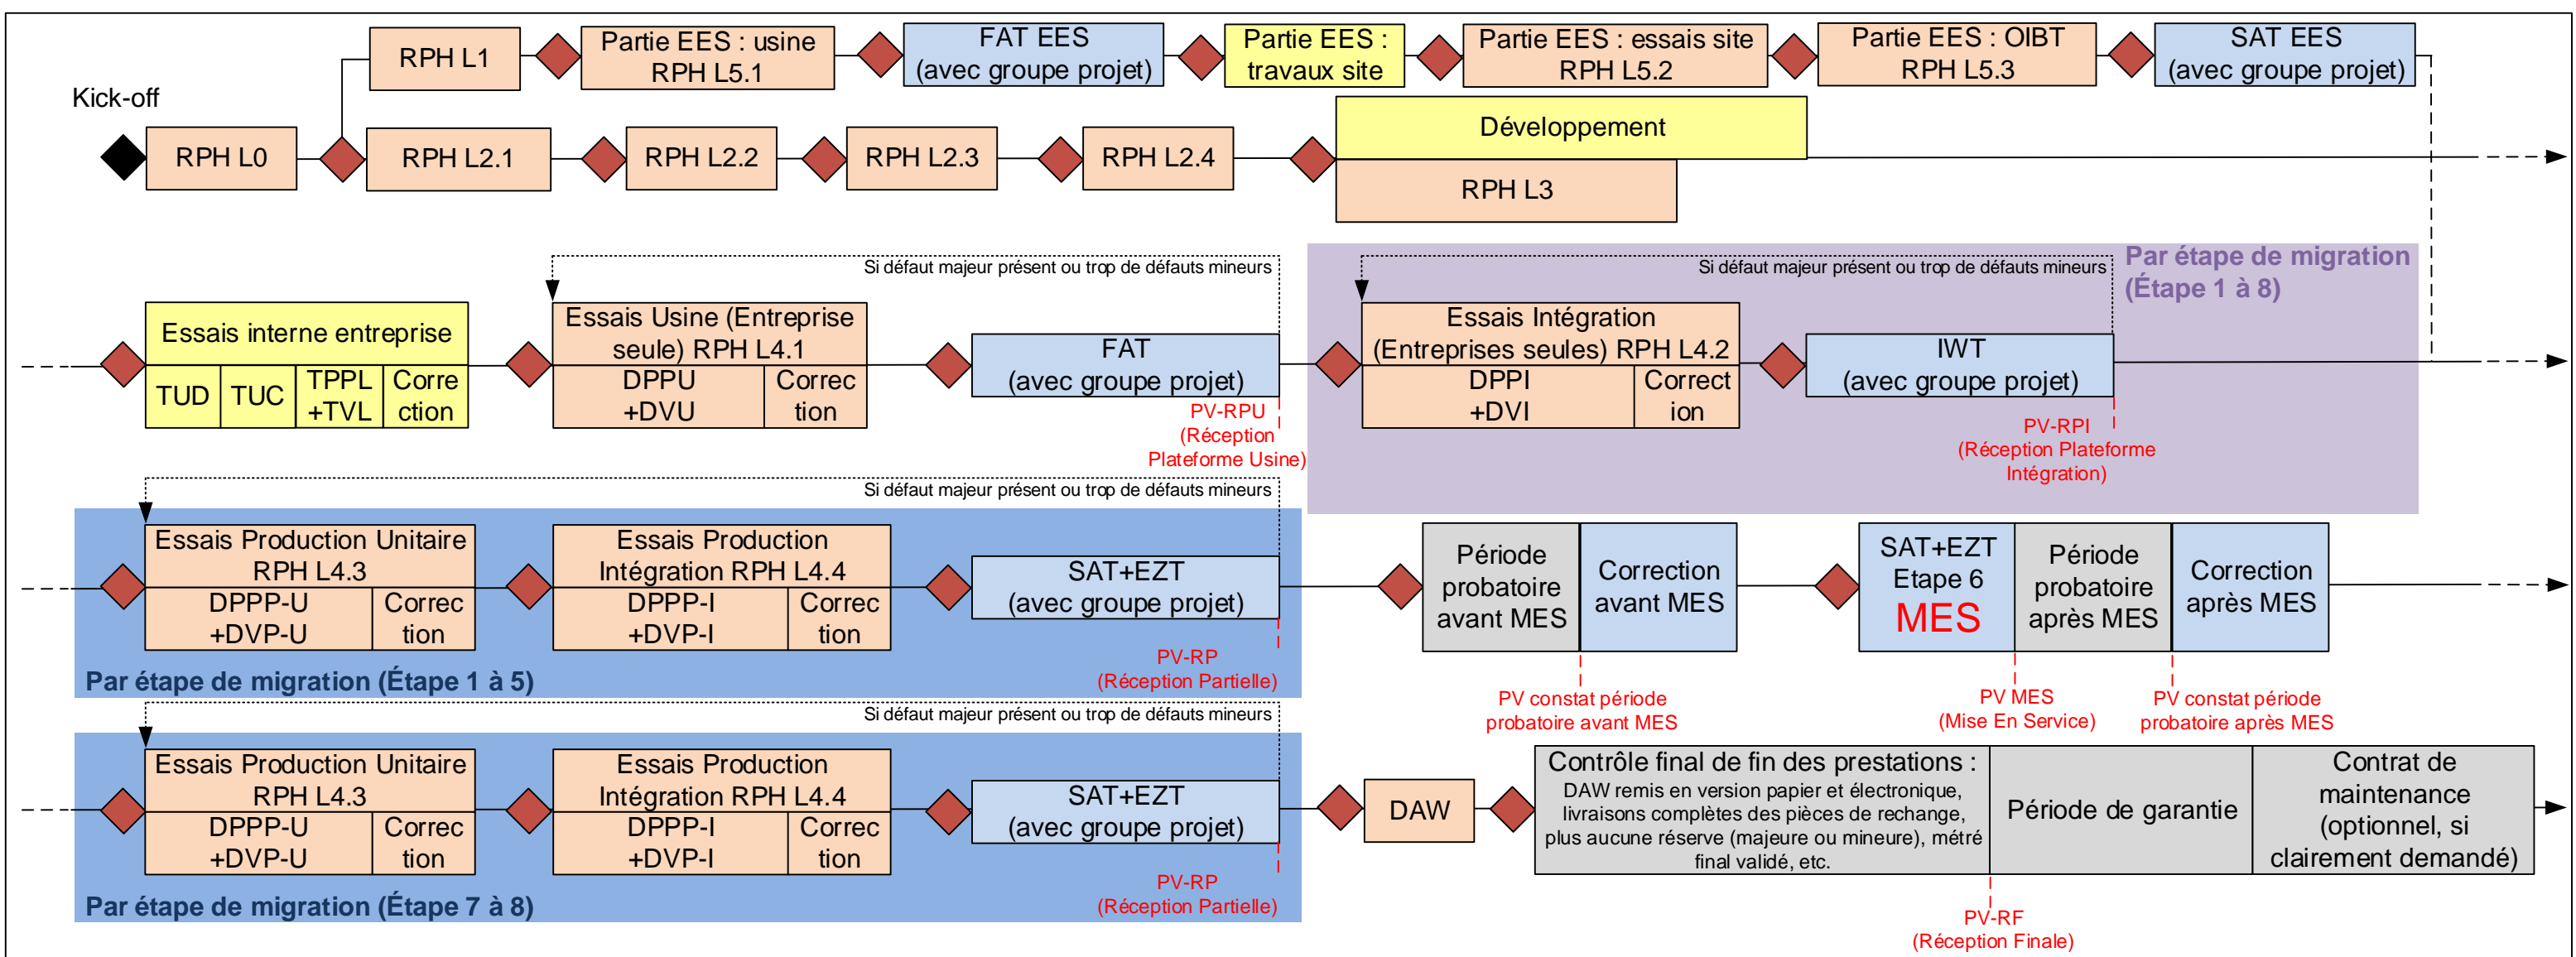 RPH L1
Partie EES : usine
RPH L5.1
FAT EES
(avec groupe projet)
Partie EES :
travaux site
Partie EES : essais site
RPH L5.2
Partie EES : OIBT
RPH L5.3
SAT EES
(avec groupe projet)
Kick-off
RPH L0
RPH L2.1
RPH L2.2
RPH L2.3
RPH L2.4
Développement
RPH L3
Si défaut majeur présent ou trop de défauts mineurs
Si défaut majeur présent ou trop de défauts mineurs
Par étape de migration
(Étape 1 à 8)
Essais interne entreprise
TUD
TUC
TPPL
+TVL
Corre
ction
Essais Usine (Entreprise
seule) RPH L4.1
DPPU
+DVU
Correc
tion
FAT
(avec groupe projet)
PV-RPU
(Réception
Plateforme Usine)
Essais Intégration
(Entreprises seules) RPH L4.2
DPPI
+DVI
Correct
ion
IWT
(avec groupe projet)
PV-RPI
(Réception Plateforme
Intégration)
Si défaut majeur présent ou trop de défauts mineurs
Essais Production Unitaire
RPH L4.3
DPPP-U
+DVP-U
Correc
tion
Essais Production
Intégration RPH L4.4
DPPP-I
+DVP-I
Correc
tion
SAT+EZT
(avec groupe projet)
PV-RP
(Réception Partielle)
Par étape de migration (Étape 1 à 5)
Période
probatoire
avant MES
Correction
avant MES
PV constat période
probatoire avant MES
SAT+EZT
Etape 6
MES
Période
probatoire
après MES
Correction
après MES
PV MES
(Mise En Service)
PV constat période
probatoire après MES
Si défaut majeur présent ou trop de défauts mineurs
Essais Production Unitaire
RPH L4.3
DPPP-U
+DVP-U
Correc
tion
Essais Production
Intégration RPH L4.4
DPPP-I
+DVP-I
Correc
tion
SAT+EZT
(avec groupe projet)
PV-RP
(Réception Partielle)
Par étape de migration (Étape 7 à 8)
DAW
Contrôle final de fin des prestations :
DAW remis en version papier et électronique,
livraisons complètes des pièces de rechange,
plus aucune réserve (majeure ou mineure), métré
final validé, etc.
Période de garantie
Contrat de
maintenance
(optionnel, si
clairement demandé)
PV-RF
(Réception Finale)